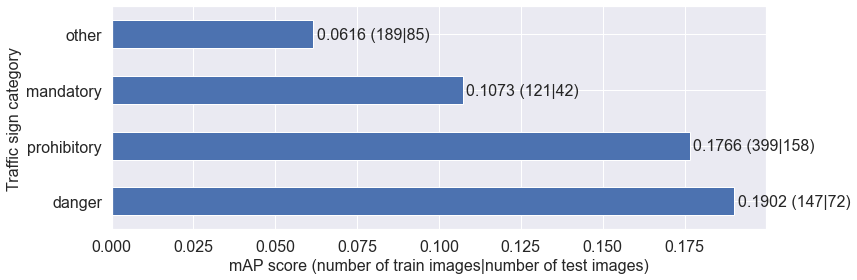 Traffic sign category
other 0.0616 (189|85)
mandatory 0.1073 (121|42)
prohibitory 0.1766 (399|158)
danger 0.1902 (147|72)
0.000 0.025 0.050 0.075 0.100 0.125 0.150 0.175
mAP score (number of train images|number of test images)